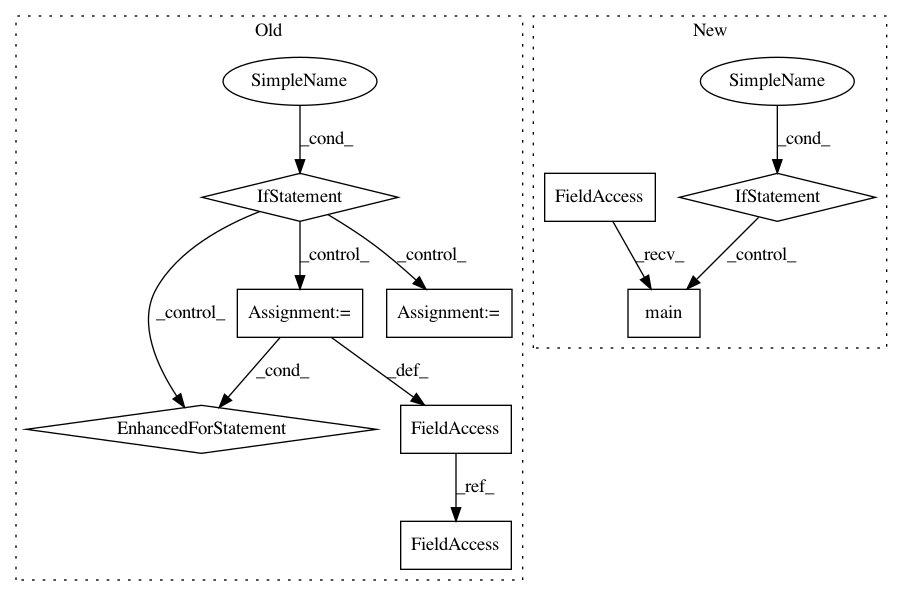 Old
New
SimpleName
SimpleName
_cond_
_cond_
IfStatement
FieldAccess
IfStatement
_control_
_control_
_recv_
_control_
_control_
Assignment:=
Assignment:=
main
_cond_
_def_
EnhancedForStatement
FieldAccess
_ref_
FieldAccess